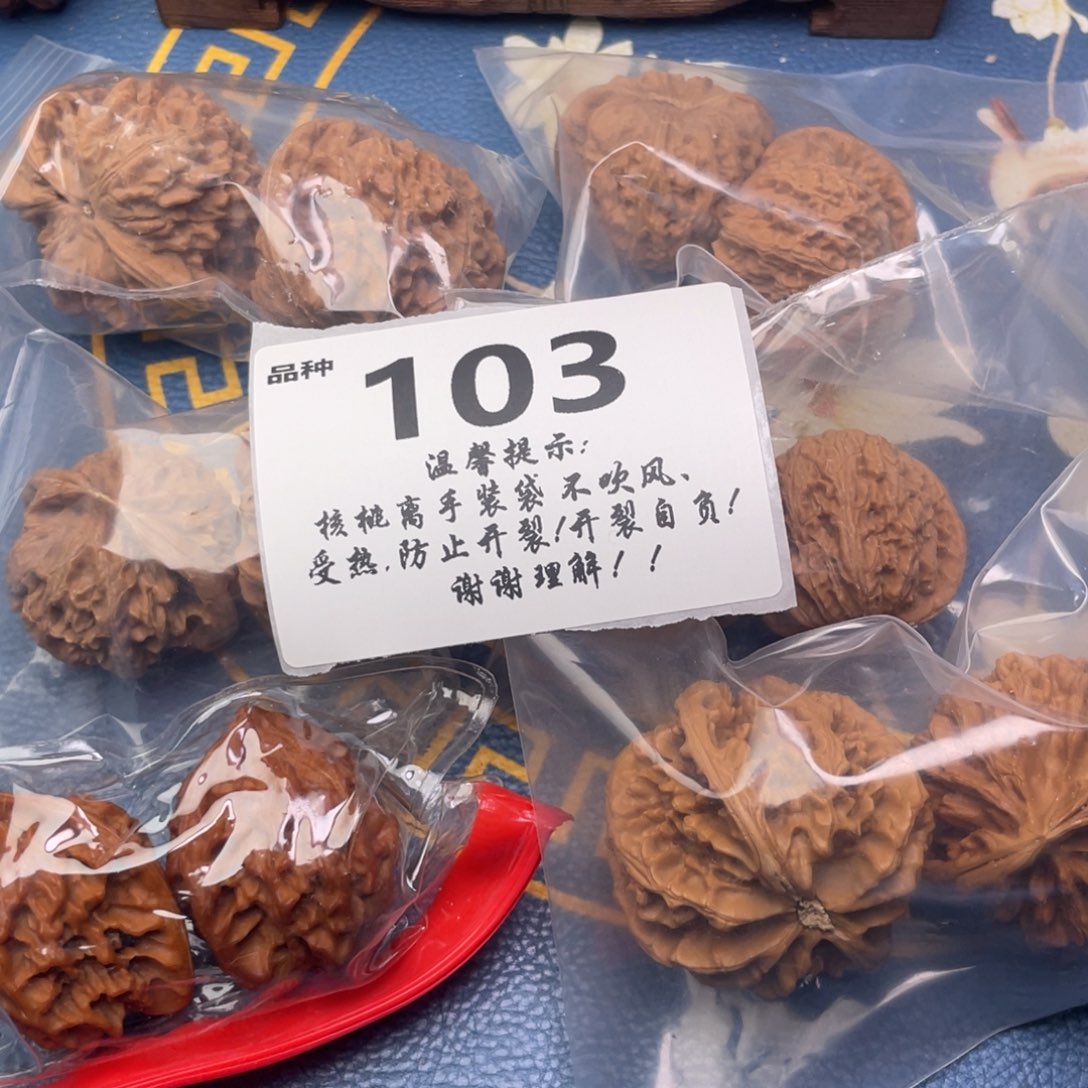 品种 103
温馨提示:
核桃离手装袋不吹风、
受热,防止开裂!开裂自负!
谢谢理解!!